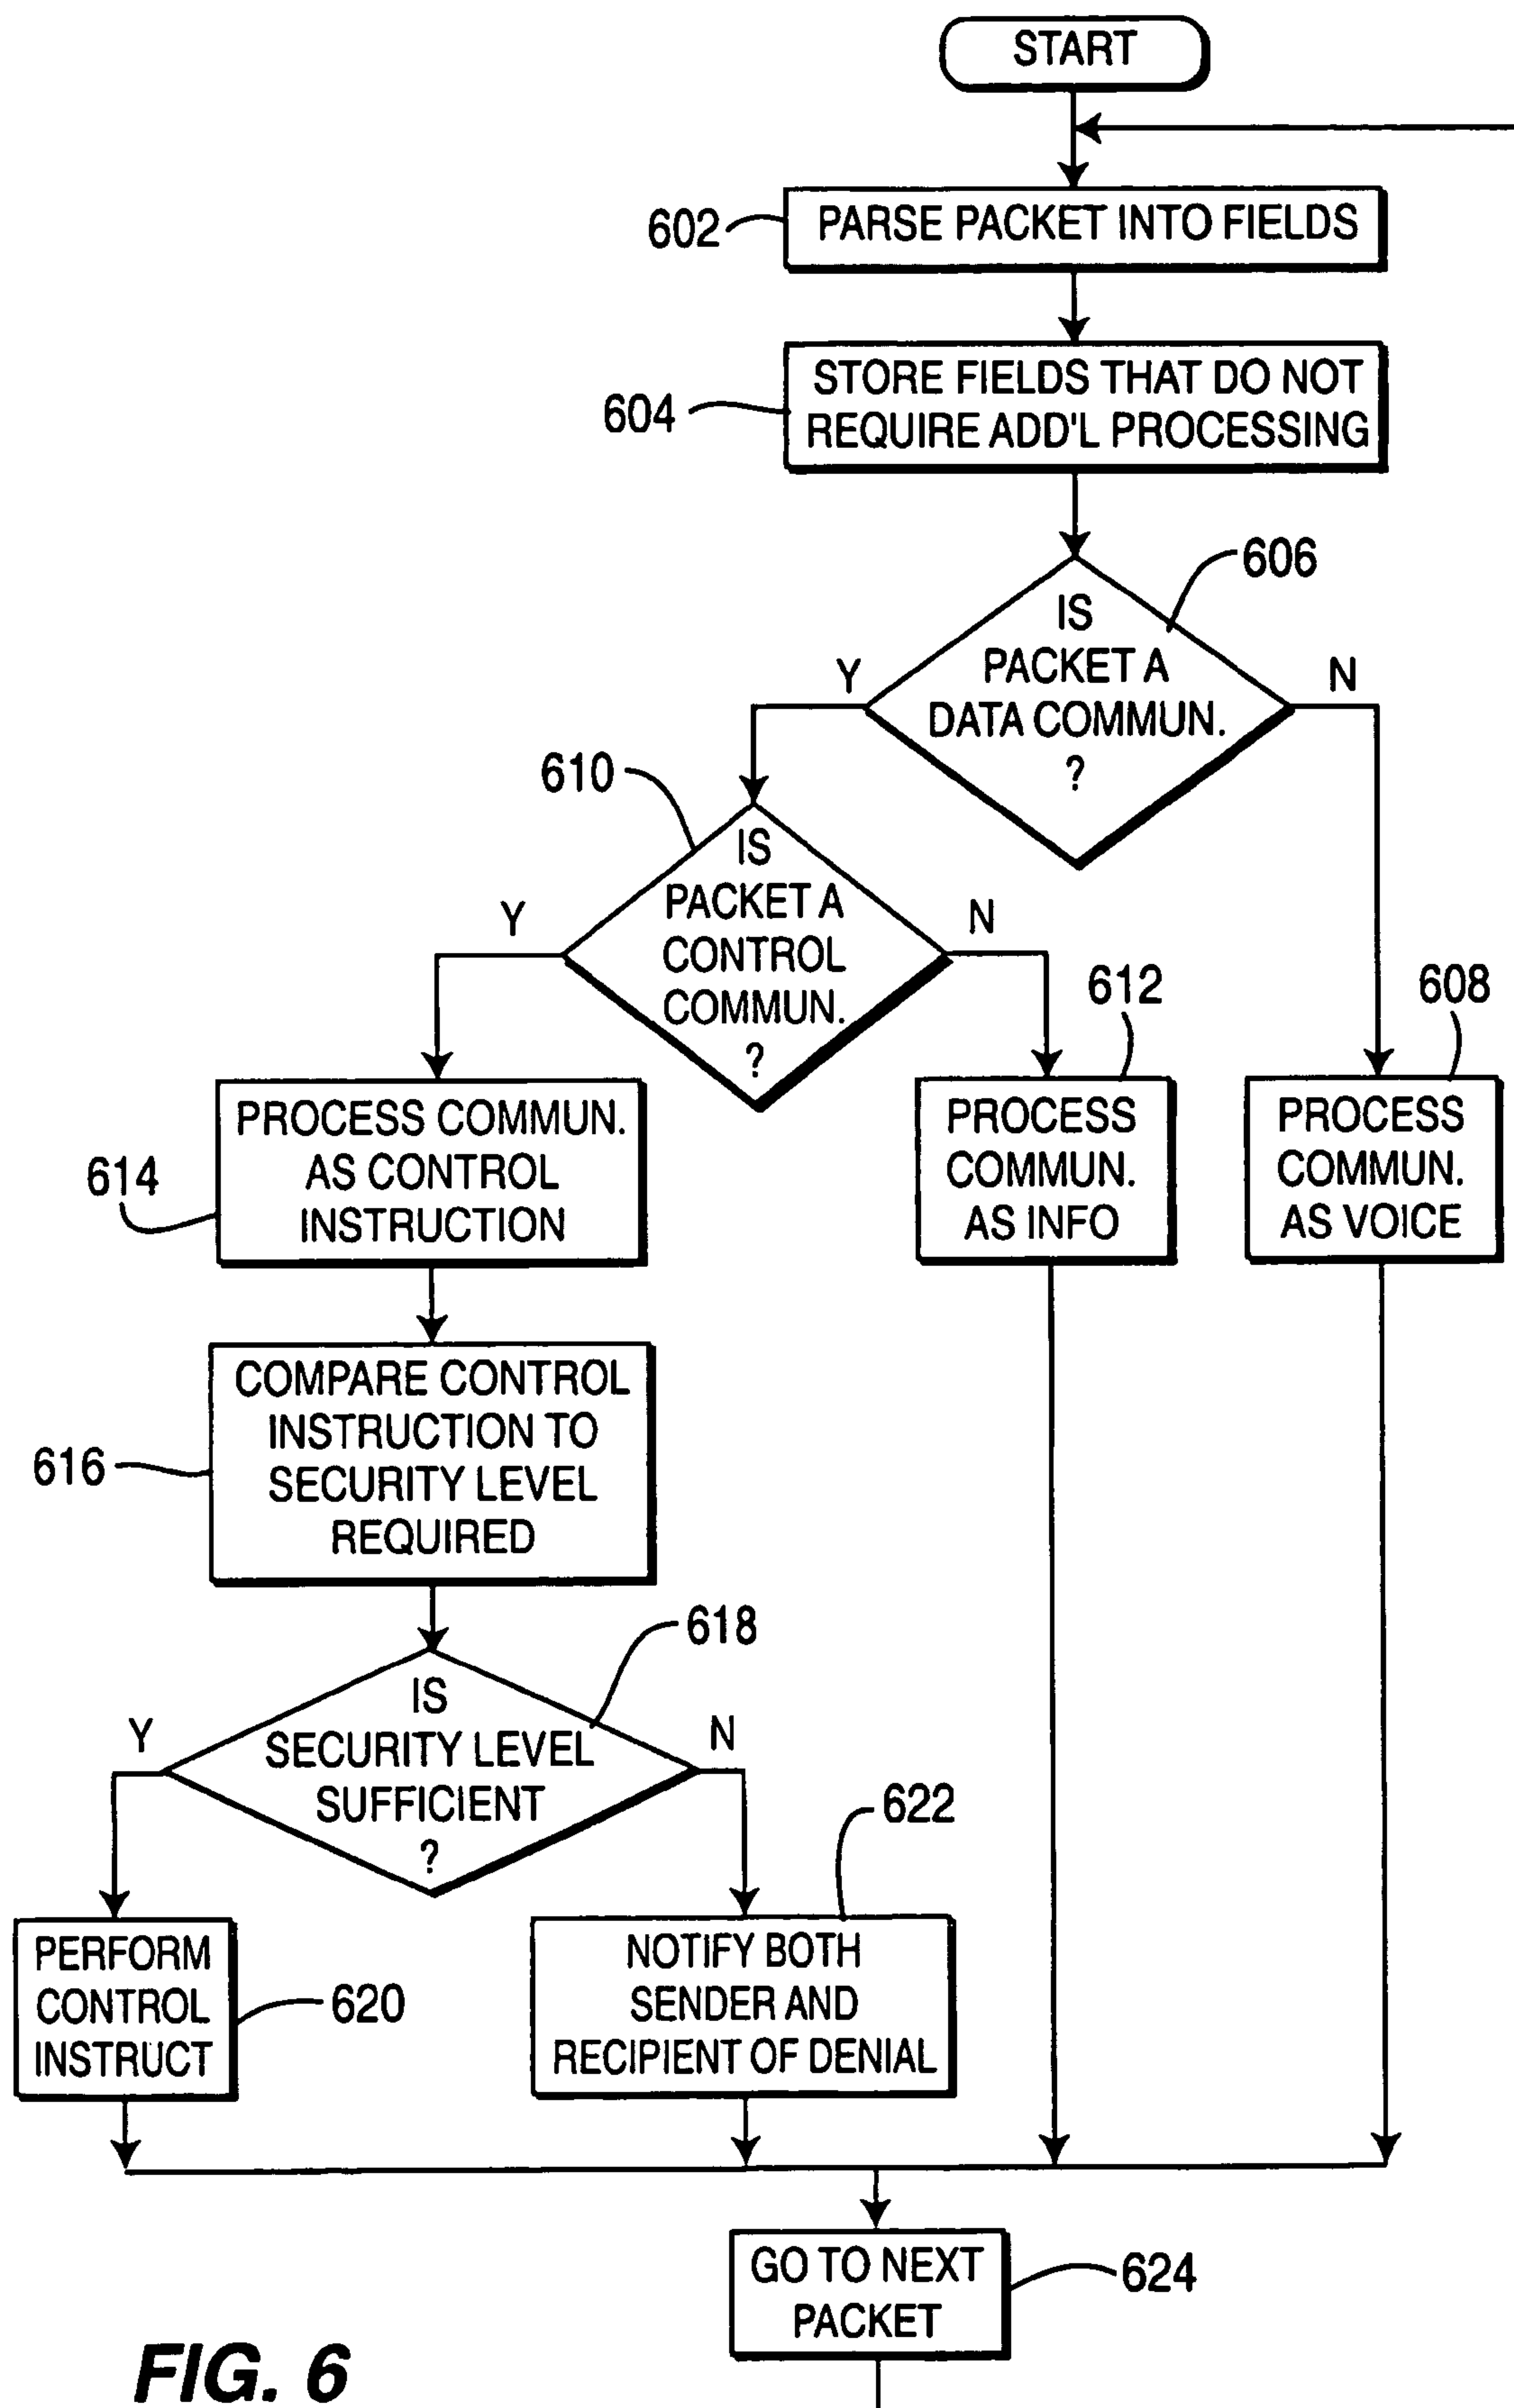 START
602
PARSE PACKET INTO FIELDS
604
STORE FIELDS THAT DO NOT
REQUIRE ADD'L PROCESSING
606
IS
PACKET A
DATA COMMUN.
?
Y
N
610
IS
PACKET A
CONTROL
COMMUN.
?
Y
N
612
608
614
PROCESS COMMUN.
AS CONTROL
INSTRUCTION
PROCESS
COMMUN.
AS INFO
PROCESS
COMMUN.
AS VOICE
616
COMPARE CONTROL
INSTRUCTION TO
SECURITY LEVEL
REQUIRED
618
IS
SECURITY LEVEL
SUFFICIENT
?
Y
N
622
PERFORM
CONTROL
INSTRUCT
620
NOTIFY BOTH
SENDER AND
RECIPIENT OF DENIAL
GO TO NEXT
PACKET
624
FIG. 6